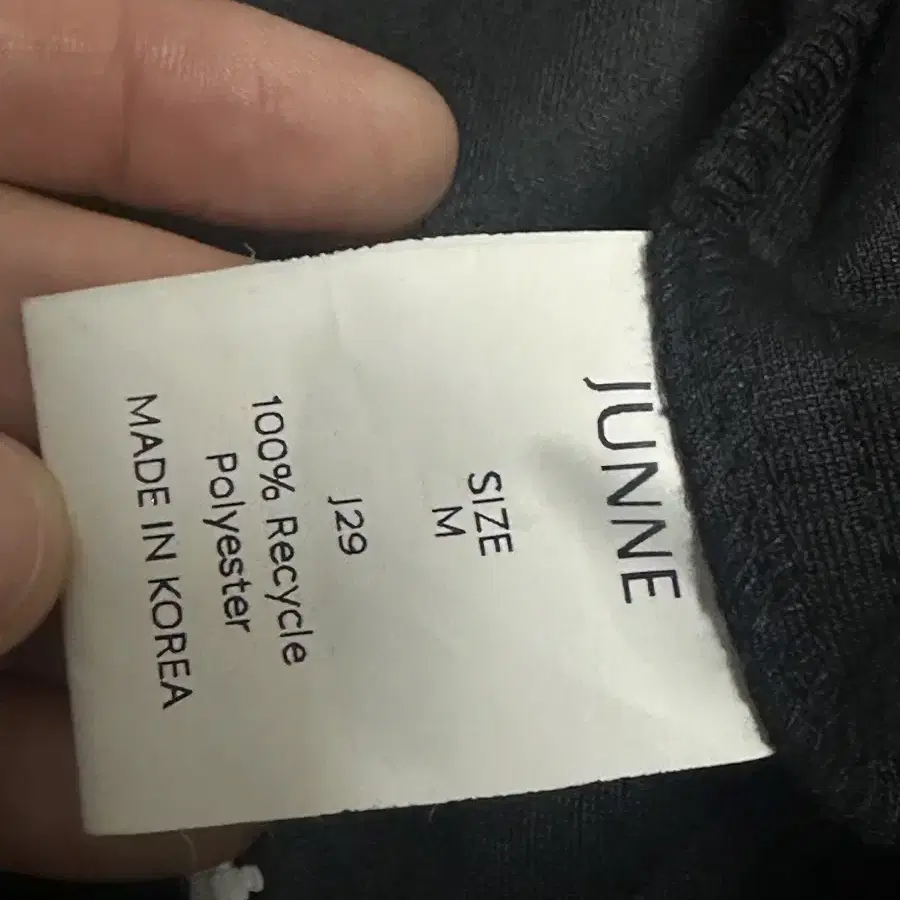 JUNNE
SIZE
M
J29
100% Recycle
Polyester
MADE IN KOREA